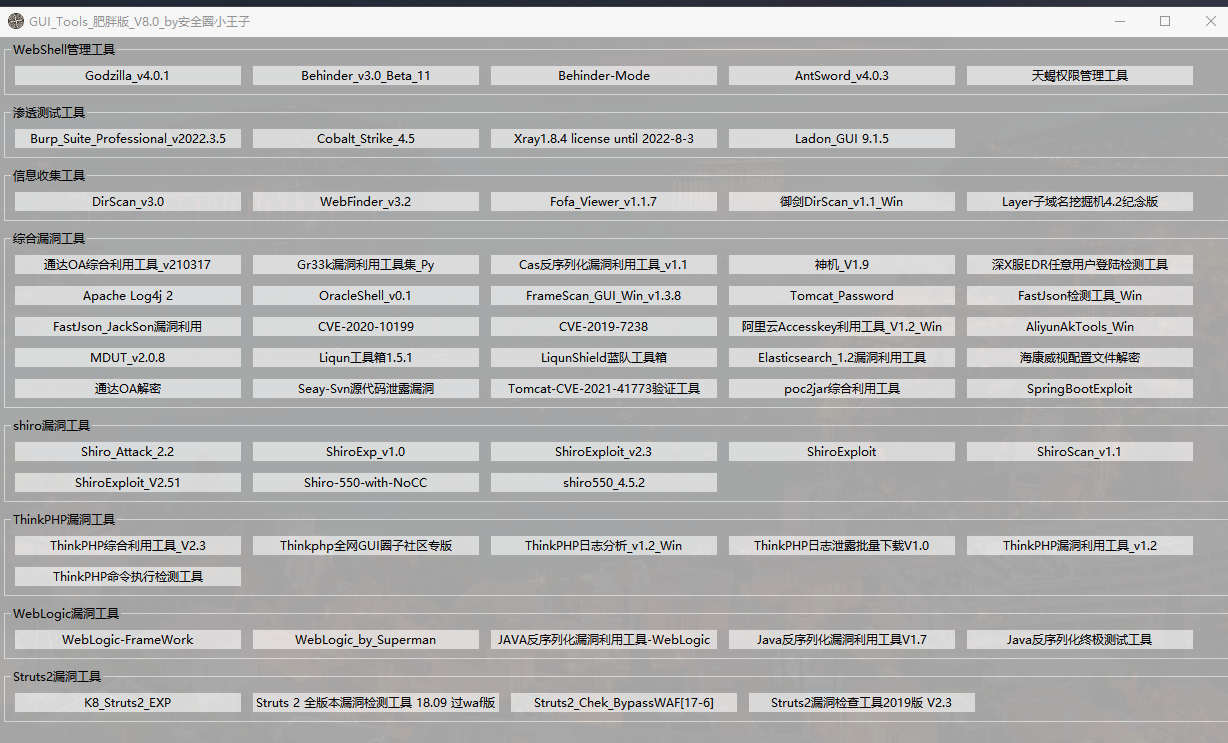 GUI_Tools_肥胖版_V8.0_by安全圈小王子
WebShell管理工具
Godzilla_v4.0.1 Behinder_v3.0_Beta_11 Behinder-Mode AntSword_v4.0.3 天蝎权限管理工具
渗透测试工具
Burp_Suite_Professional_v2022.3.5 Cobalt_Strike_4.5 Xray1.8.4 license until 2022-8-3 Ladon_GUI 9.1.5
信息收集工具
DirScan_v3.0 WebFinder_v3.2 Fofa_Viewer_v1.1.7 御剑DirScan_v1.1_Win Layer子域名挖掘机4.2纪念版
综合漏洞工具
通达OA综合利用工具_v210317 Gr33k漏洞利用工具集_Py Cas反序列化漏洞利用工具_v1.1 神机_V1.9 深X服EDR任意用户登陆检测工具
Apache Log4j 2 OracleShell_v0.1 FrameScan_GUI_Win_v1.3.8 Tomcat_Password FastJson检测工具_Win
FastJson_JackSon漏洞利用 CVE-2020-10199 CVE-2019-7238 阿里云Accesskey利用工具_V1.2_Win AliyunAkTools_Win
MDUT_v2.0.8 Liqun工具箱1.5.1 LiqunShield蓝队工具箱 Elasticsearch_1.2漏洞利用工具 海康威视配置文件解密
通达OA解密 Seay-Svn源代码泄露漏洞 Tomcat-CVE-2021-41773验证工具 poc2jar综合利用工具 SpringBootExploit
shiro漏洞工具
Shiro_Attack_2.2 ShiroExp_v1.0 ShiroExploit_v2.3 ShiroExploit ShiroScan_v1.1
ShiroExploit_V2.51 Shiro-550-with-NoCC shiro550_4.5.2
ThinkPHP漏洞工具
ThinkPHP综合利用工具_V2.3 Thinkphp全网GUI圈子社区专版 ThinkPHP日志分析_v1.2_Win ThinkPHP日志泄露批量下载V1.0 ThinkPHP漏洞利用工具_v1.2
ThinkPHP命令执行检测工具
WebLogic漏洞工具
WebLogic-FrameWork WebLogic_by_Superman JAVA反序列化漏洞利用工具-WebLogic Java反序列化漏洞利用工具V1.7 Java反序列化终极测试工具
Struts2漏洞工具
K8_Struts2_EXP Struts 2 全版本漏洞检测工具 18.09 过waf版 Struts2_Chek_BypassWAF[17-6] Struts2漏洞检查工具2019版 V2.3